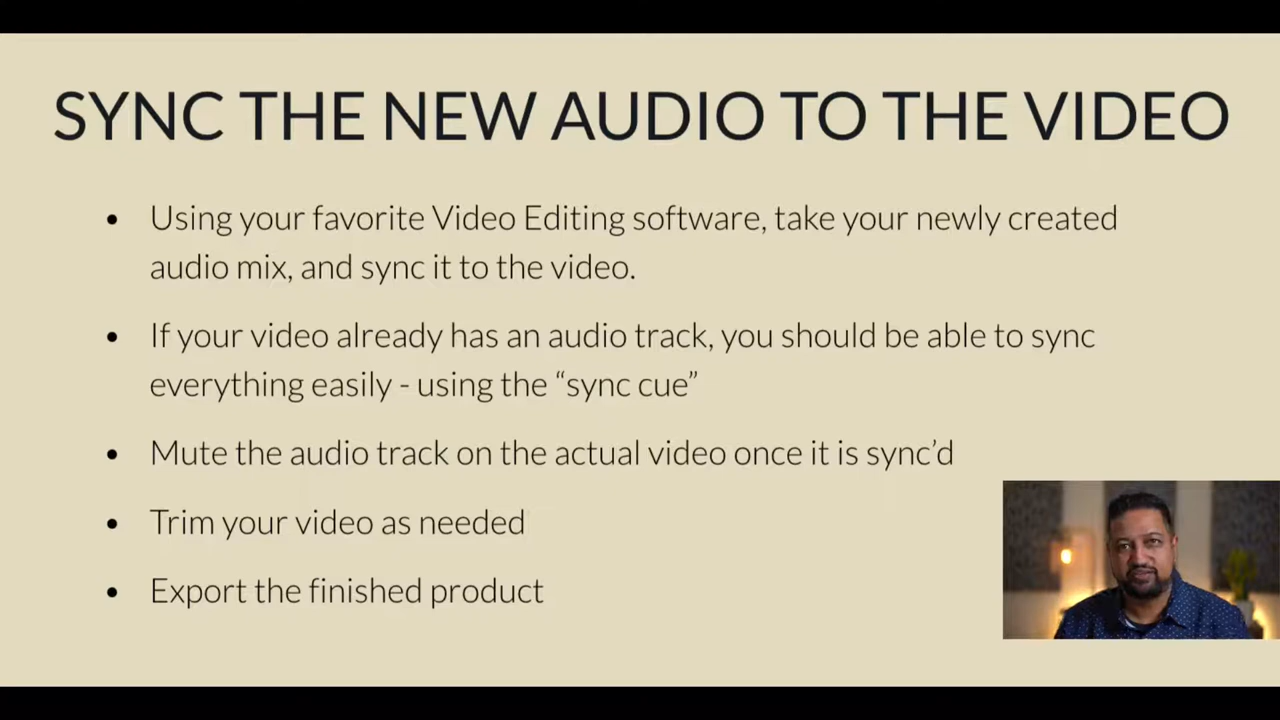 SYNC THE NEW AUDIO TO THE VIDEO
• Using your favorite Video Editing software, take your newly created
audio mix, and sync it to the video.
• If your video already has an audio track, you should be able to sync
everything easily - using the “sync cue”
• Mute the audio track on the actual video once it is sync’d
• Trim your video as needed
• Export the finished product